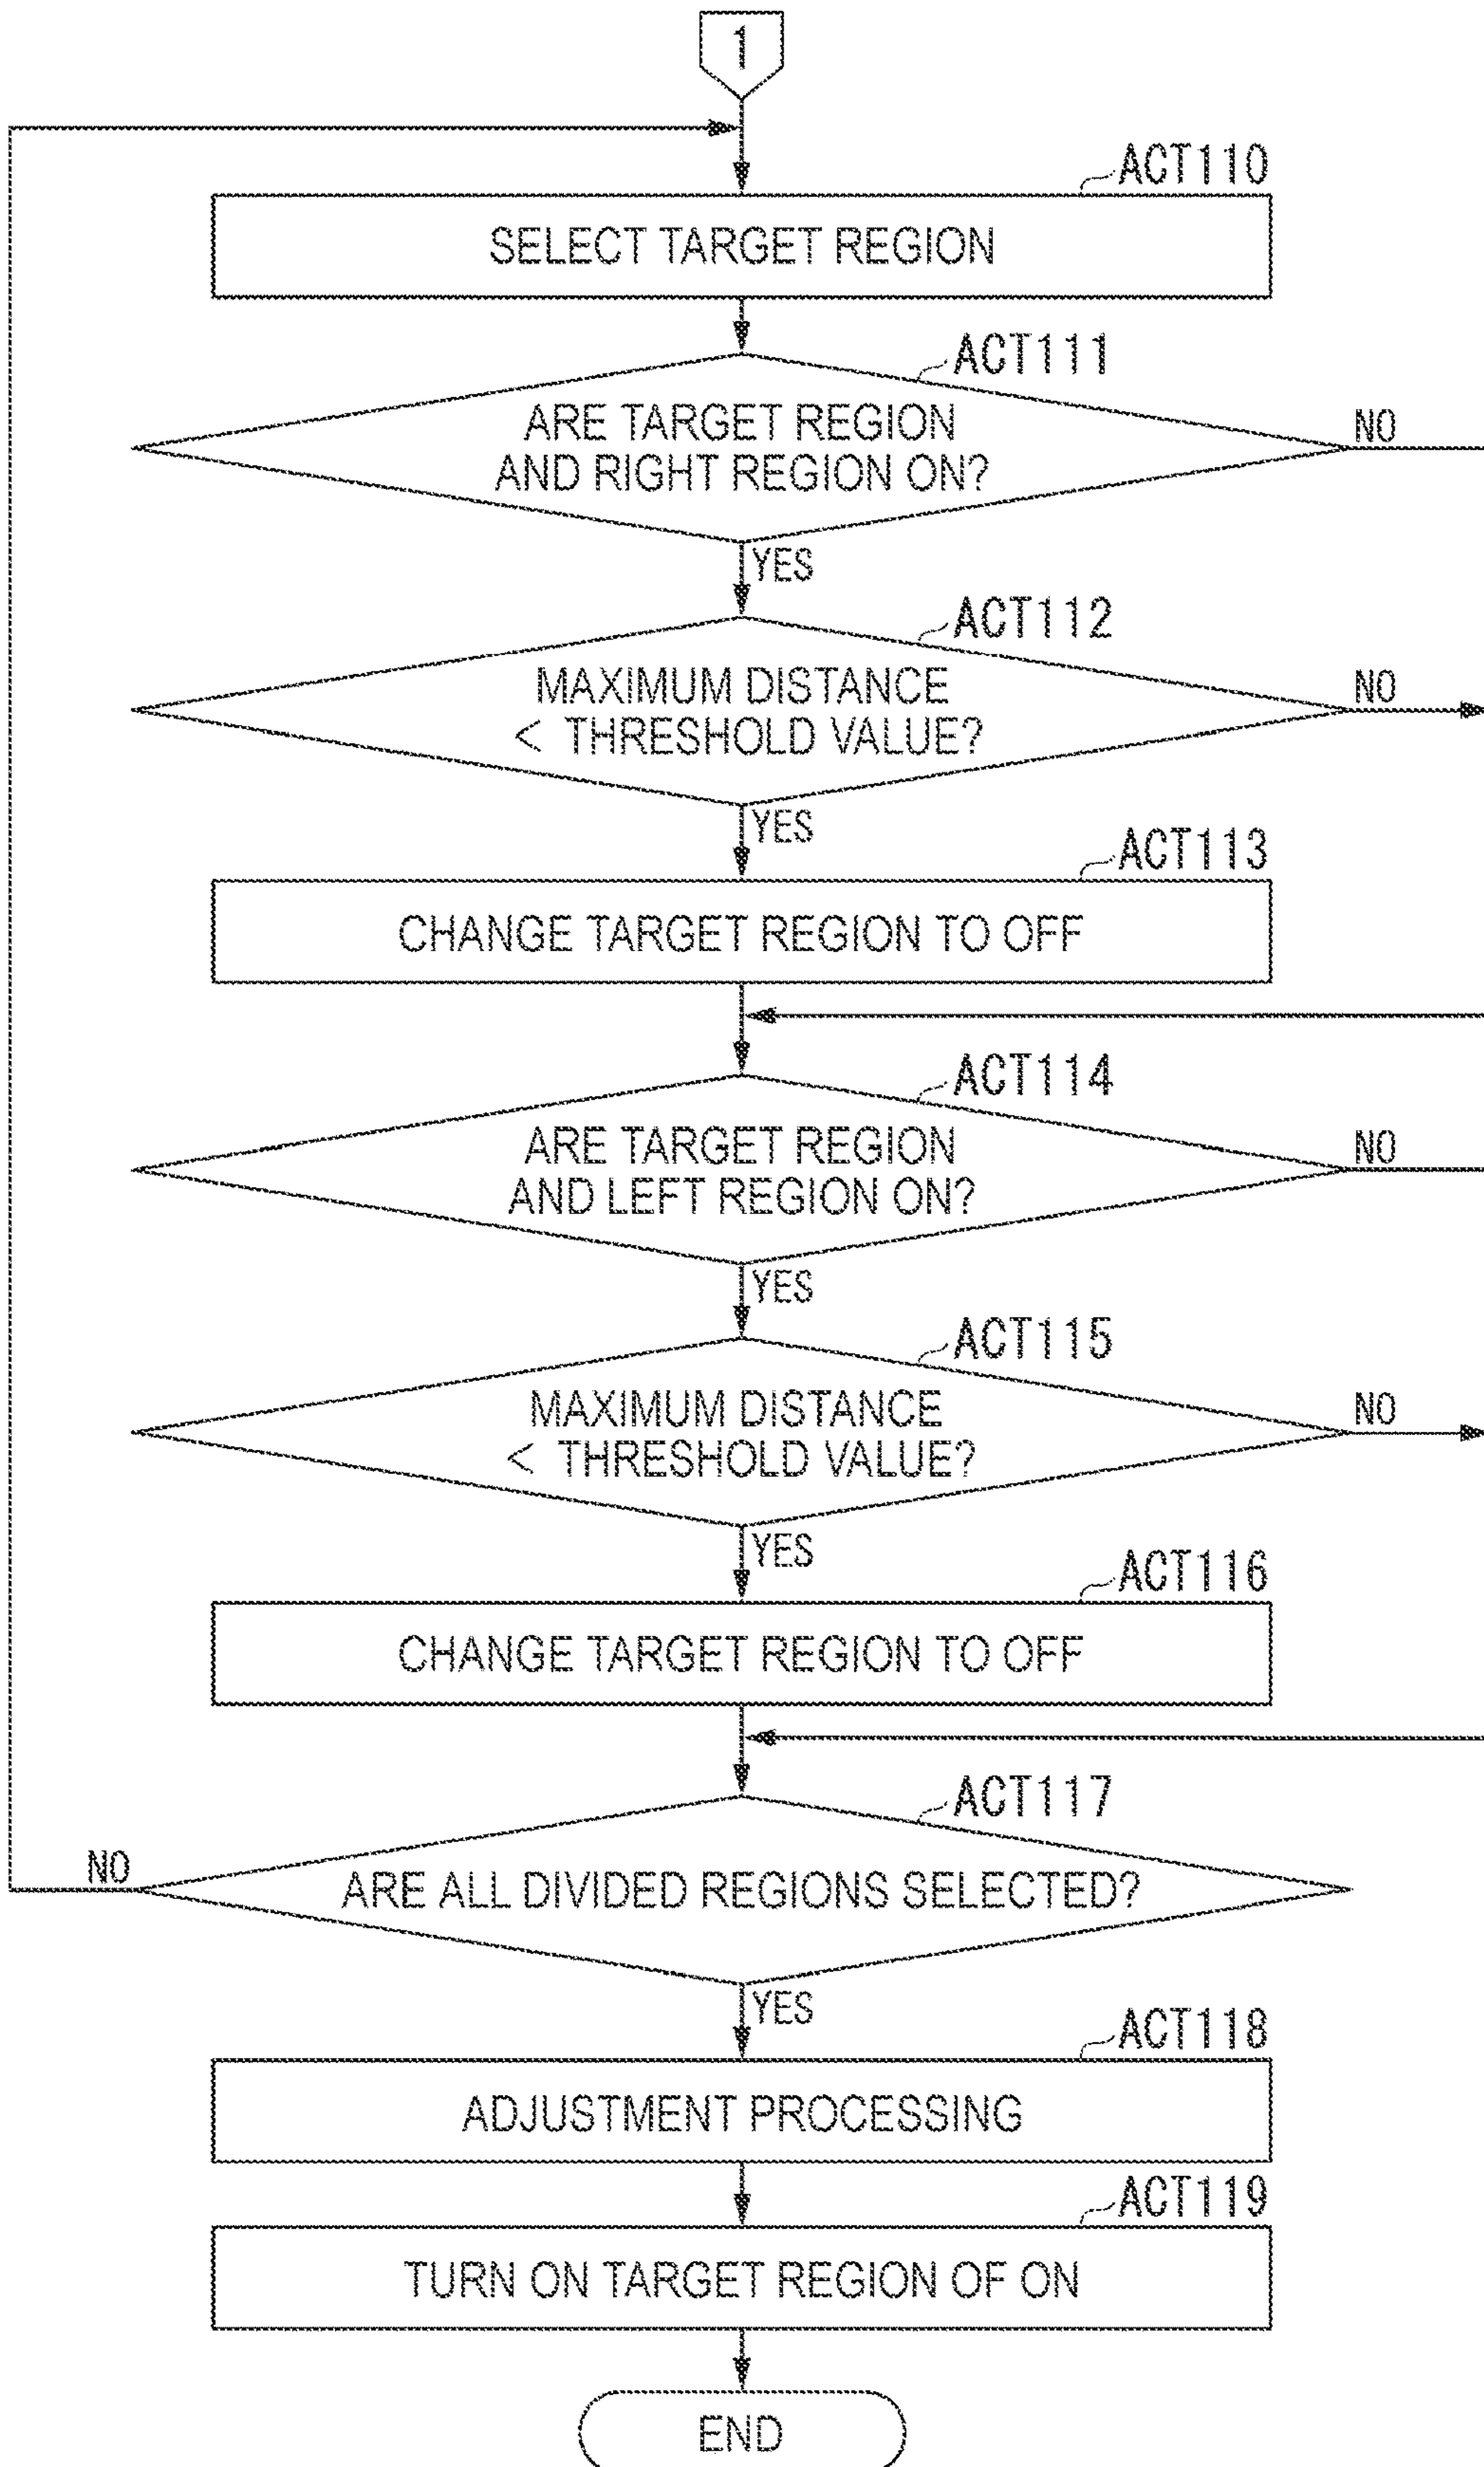 1
ACT110
SELECT TARGET REGION
ACT111
ARE TARGET REGION
AND RIGHT REGION ON?
NO
YES
ACT112
MAXIMUM DISTANCE
< THRESHOLD VALUE?
NO
YES
ACT113
CHANGE TARGET REGION TO OFF
ACT114
ARE TARGET REGION
AND LEFT REGION ON?
NO
YES
ACT115
MAXIMUM DISTANCE
< THRESHOLD VALUE?
NO
YES
ACT116
CHANGE TARGET REGION TO OFF
ACT117
NO
ARE ALL DIVIDED REGIONS SELECTED?
YES
ACT118
ADJUSTMENT PROCESSING
ACT119
TURN ON TARGET REGION OF ON
END